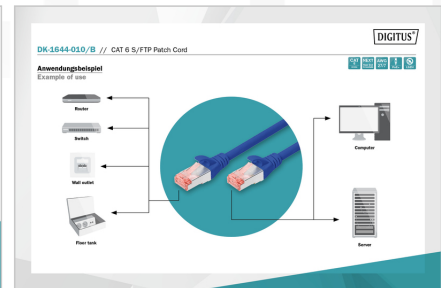 DIGITUS®
DK-1644-010/B // CAT 6 S/FTP Patch Cord
Anwendungsbeispiel
Example of use
Router
Switch
Wall outlet
Floor tank
Computer
Server